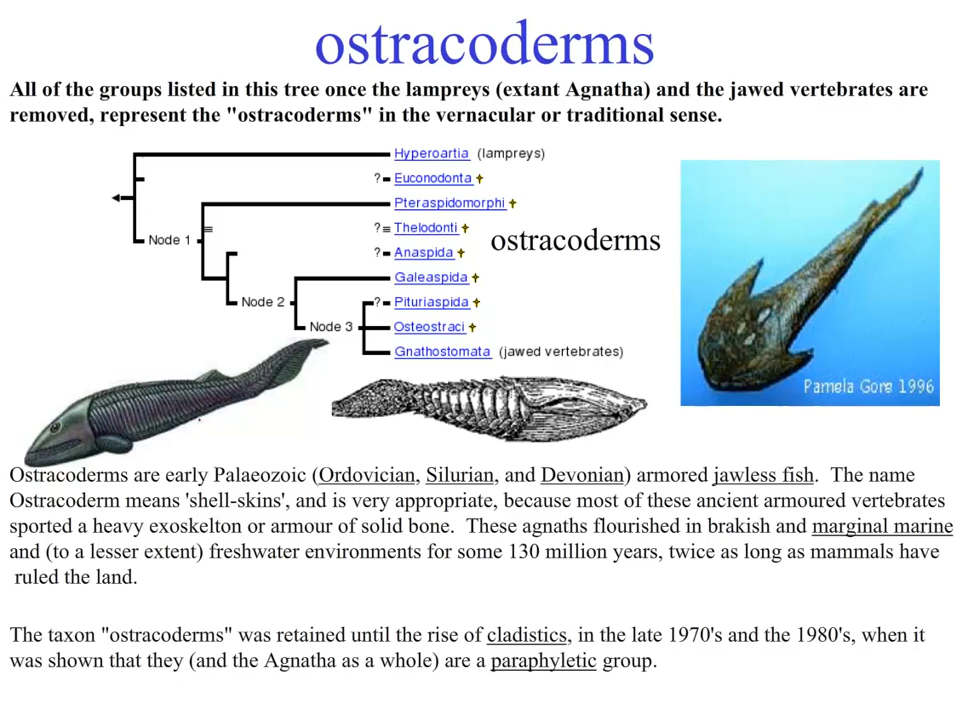 ostracoderms
All of the groups listed in this tree once the lampreys (extant Agnatha) and the jawed vertebrates are
removed, represent the "ostracoderms" in the vernacular or traditional sense.
Hyperoartia (lampreys)
? Euconodonta ✝
Pteraspidomorphi ✝
Node 1
?= Thelodonti ✝
ostracoderms
? Anaspida ✝
Galeaspida ✝
Node 2
? Pituriaspida ✝
Node 3
Osteostraci ✝
Gnathostomata (jawed vertebrates)
Pamela Gore 1996
Ostracoderms are early Palaeozoic (Ordovician, Silurian, and Devonian) armored jawless fish. The name
Ostracoderm means 'shell-skins', and is very appropriate, because most of these ancient armoured vertebrates
sported a heavy exoskelton or armour of solid bone. These agnaths flourished in brakish and marginal marine
and (to a lesser extent) freshwater environments for some 130 million years, twice as long as mammals have
ruled the land.
The taxon "ostracoderms" was retained until the rise of cladistics, in the late 1970's and the 1980's, when it
was shown that they (and the Agnatha as a whole) are a paraphyletic group.